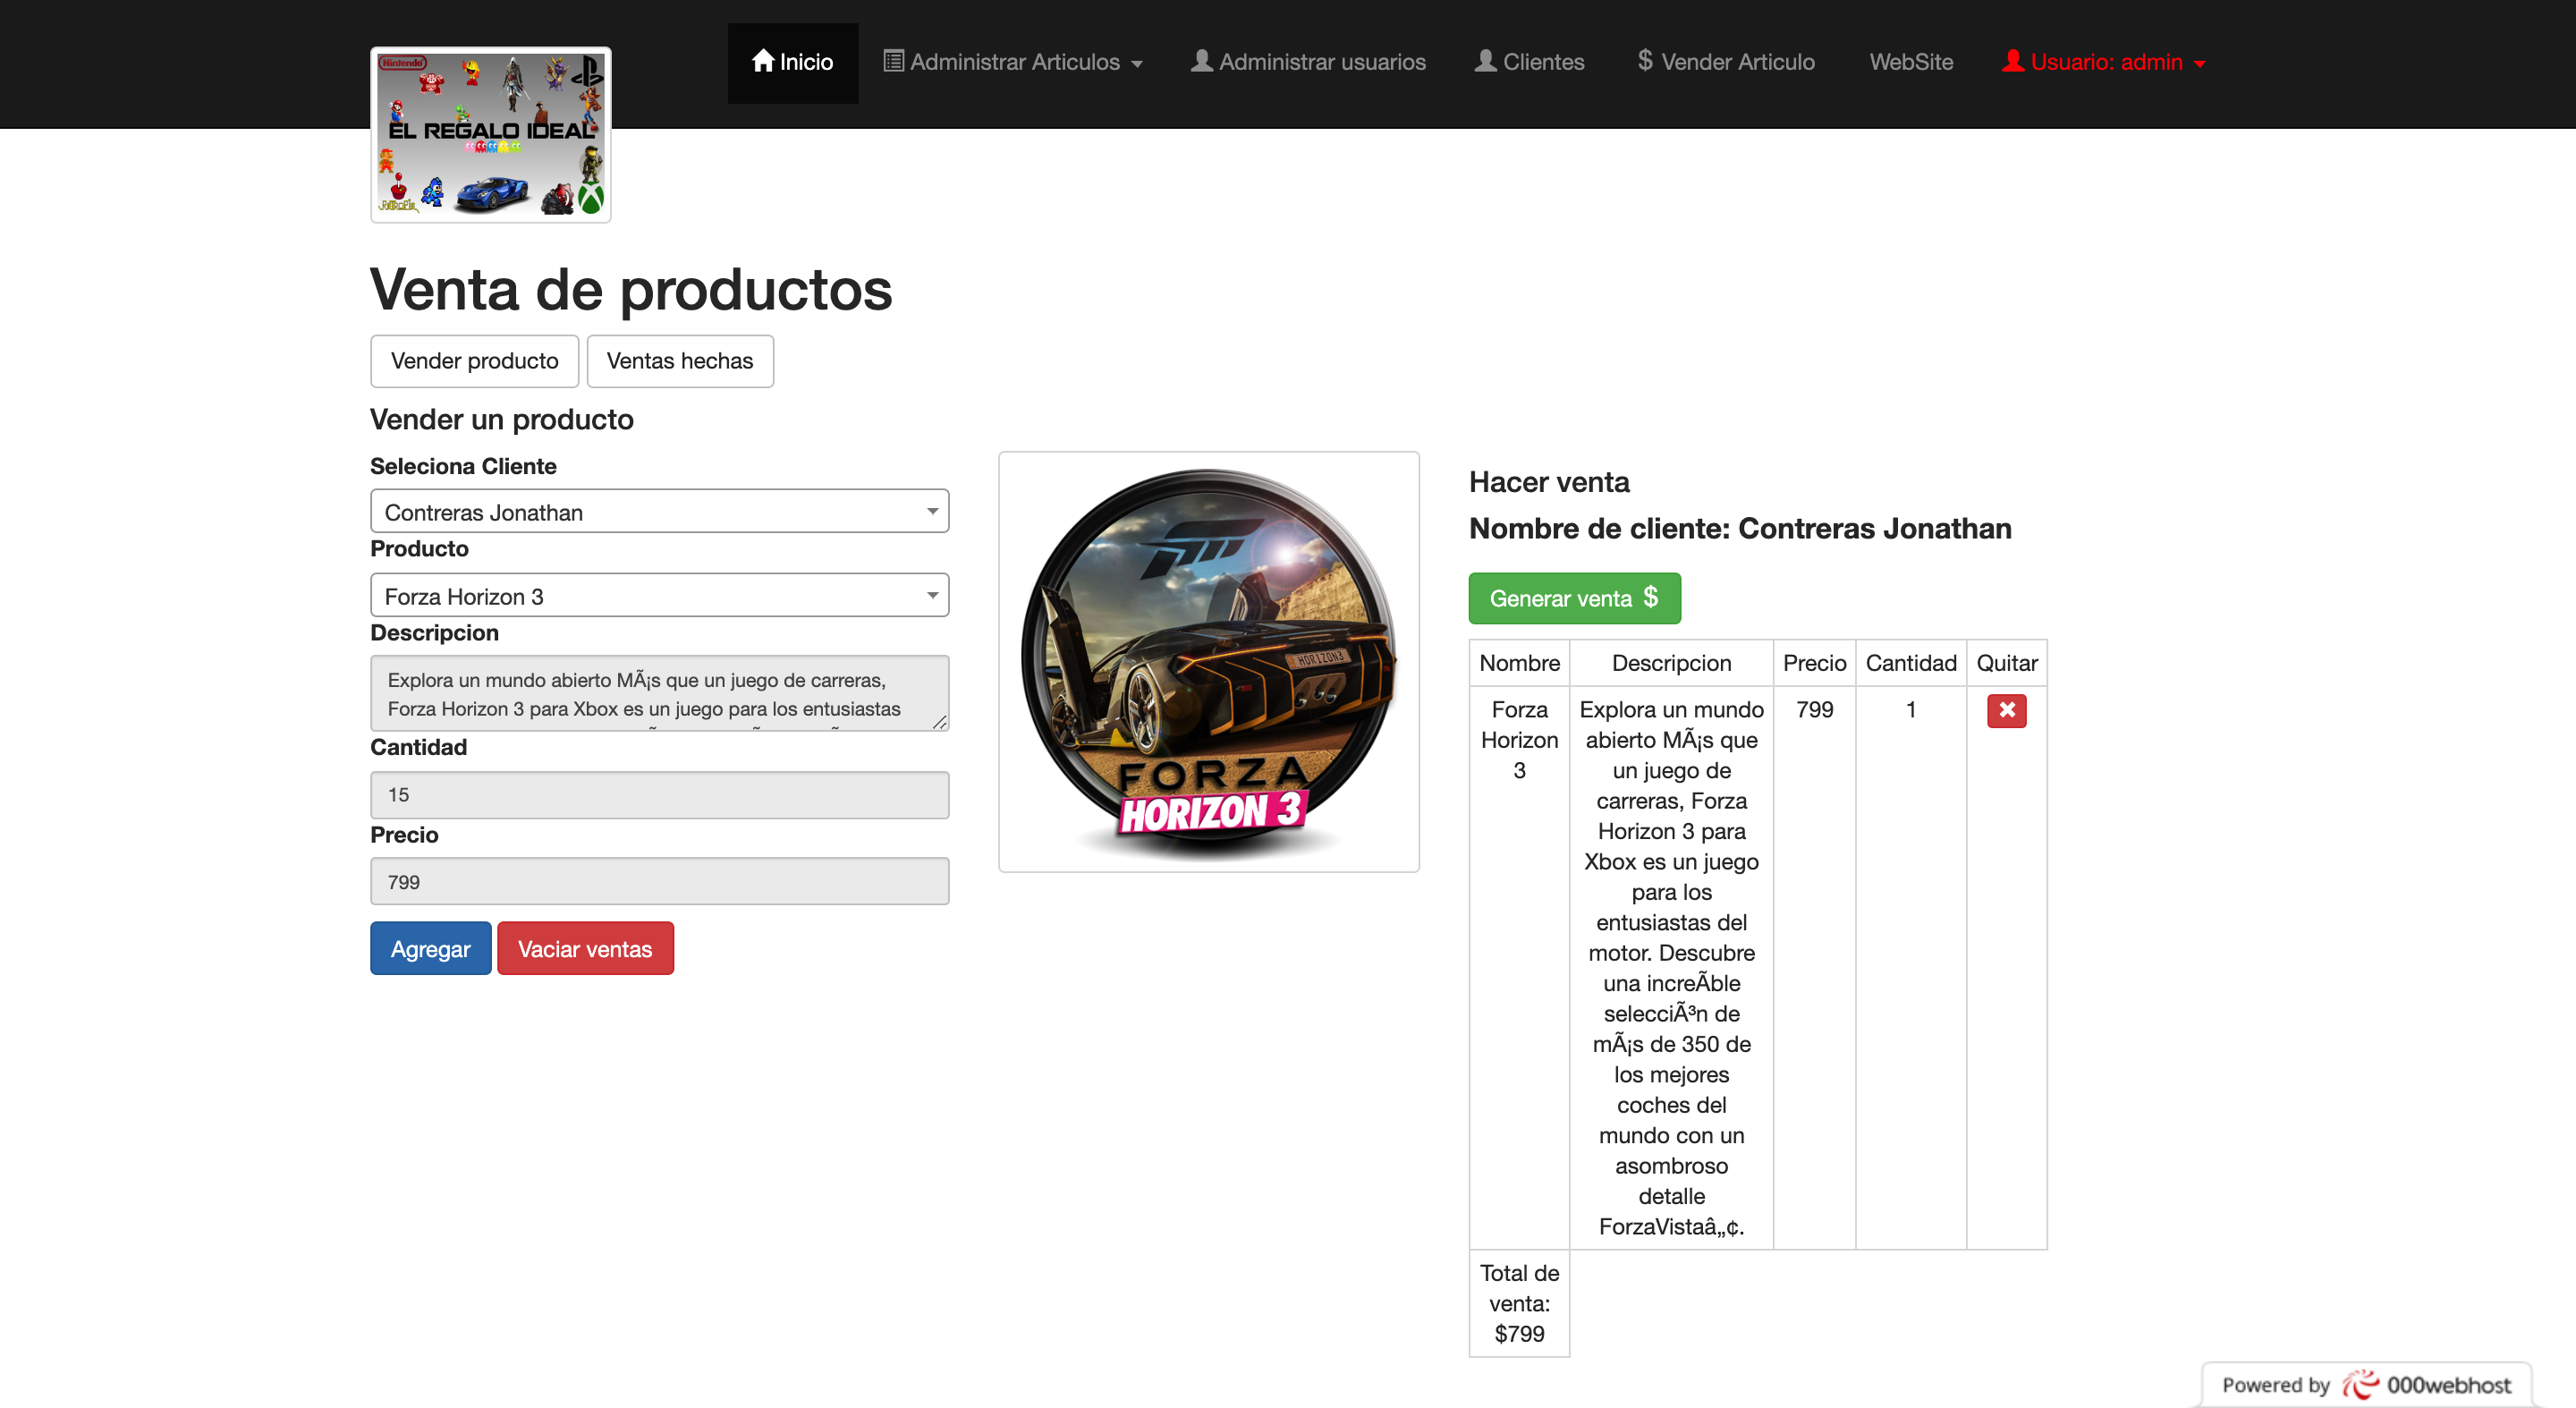 Inicio
Administrar Articulos
Administrar usuarios
Clientes
$ Vender Articulo
WebSite
Usuario: admin
Nintendo
EL REGALO IDEAL
Venta de productos
Vender producto
Ventas hechas
Vender un producto
Seleciona Cliente
Contreras Jonathan
Producto
Forza Horizon 3
Descripcion
Explora un mundo abierto MÃ¡s que un juego de carreras,
Forza Horizon 3 para Xbox es un juego para los entusiastas
Cantidad
15
Precio
799
Agregar
Vaciar ventas
HORIZON3
FORZA
HORIZON 3
Hacer venta
Nombre de cliente: Contreras Jonathan
Generar venta $
Nombre Descripcion Precio Cantidad Quitar
Forza
Horizon
3
Explora un mundo
abierto MÃ¡s que
un juego de
carreras, Forza
Horizon 3 para
Xbox es un juego
para los
entusiastas del
motor. Descubre
una increÃble
selecciÃ³n de
mÃ¡s de 350 de
los mejores
coches del
mundo con un
asombroso
detalle
ForzaVistaâ„¢.
799
1
Total de
venta:
$799
Powered by 000webhost